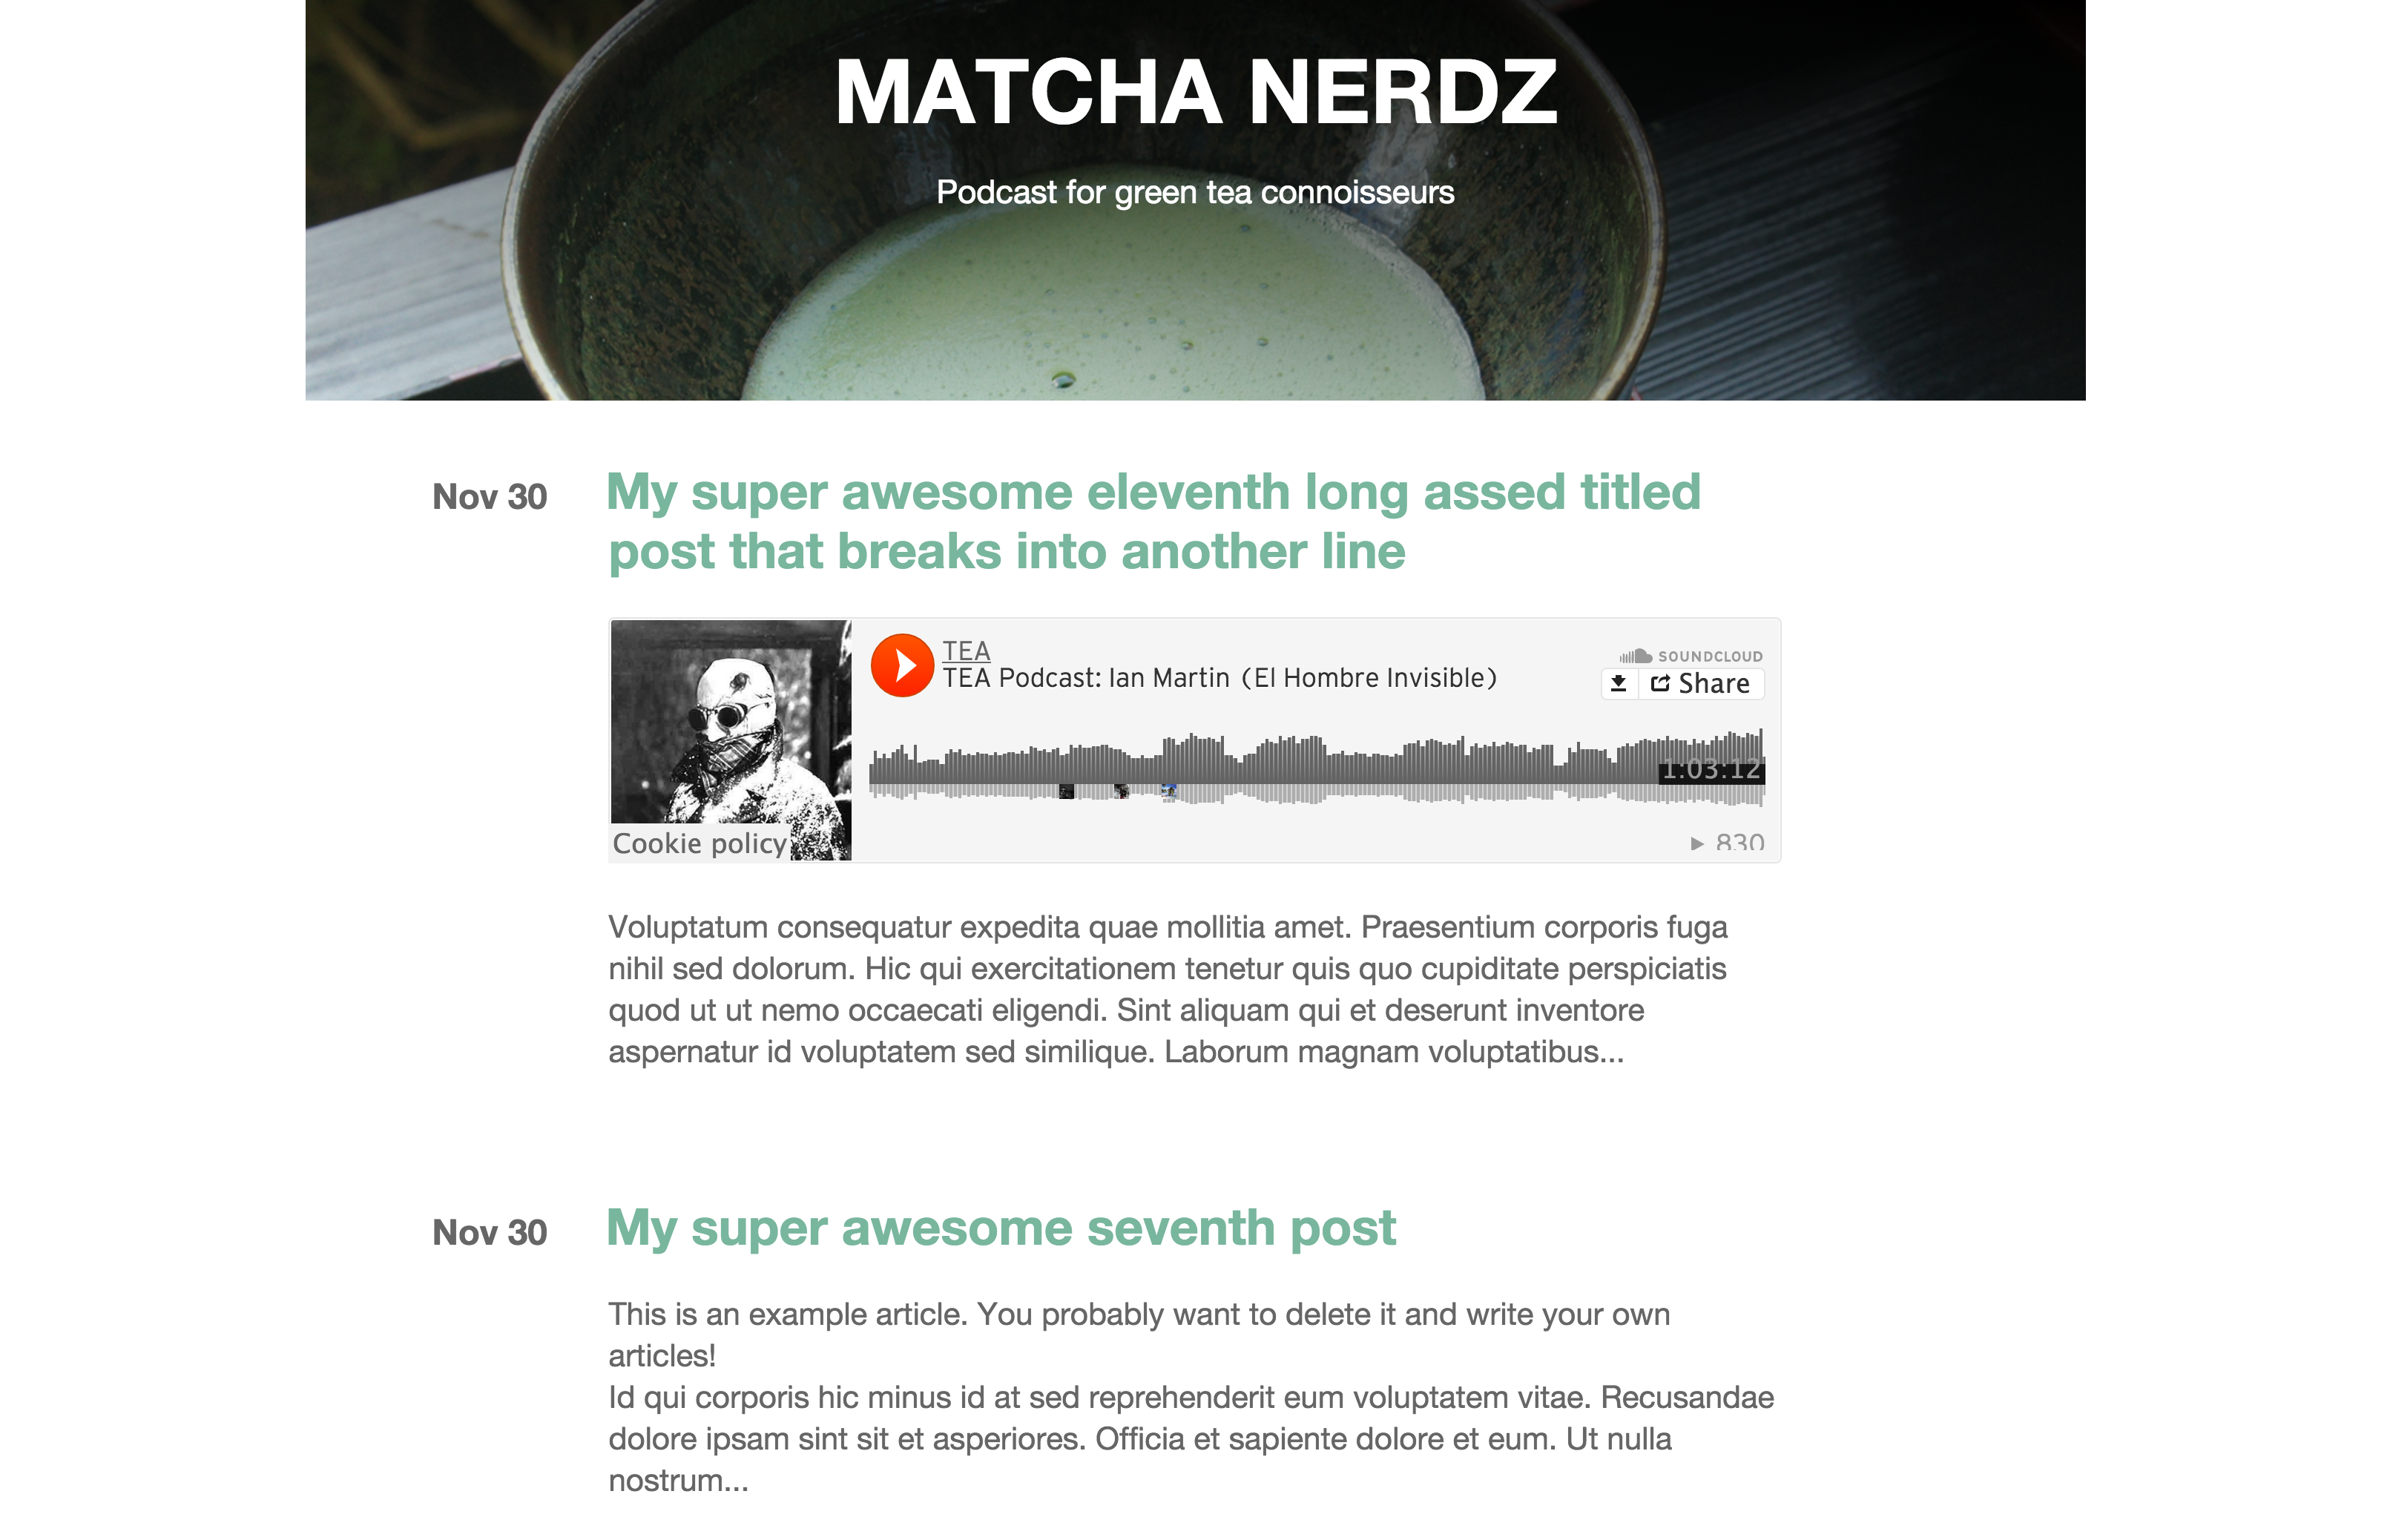 MATCHA NERDZ
Podcast for green tea connoisseurs
Nov 30
My super awesome eleventh long assed titled
post that breaks into another line
TEA
TEA Podcast: Ian Martin (El Hombre Invisible)
SOUNDCLOUD
Share
1:03:12
Cookie policy
830
Voluptatum consequatur expedita quae mollitia amet. Praesentium corporis fuga
nihil sed dolorum. Hic qui exercitationem tenetur quis quo cupiditate perspiciatis
quod ut ut nemo occaecati eligendi. Sint aliquam qui et deserunt inventore
aspernatur id voluptatem sed similique. Laborum magnam voluptatibus...
Nov 30
My super awesome seventh post
This is an example article. You probably want to delete it and write your own
articles!
Id qui corporis hic minus id at sed reprehenderit eum voluptatem vitae. Recusandae
dolore ipsam sint sit et asperiores. Officia et sapiente dolore et eum. Ut nulla
nostrum...